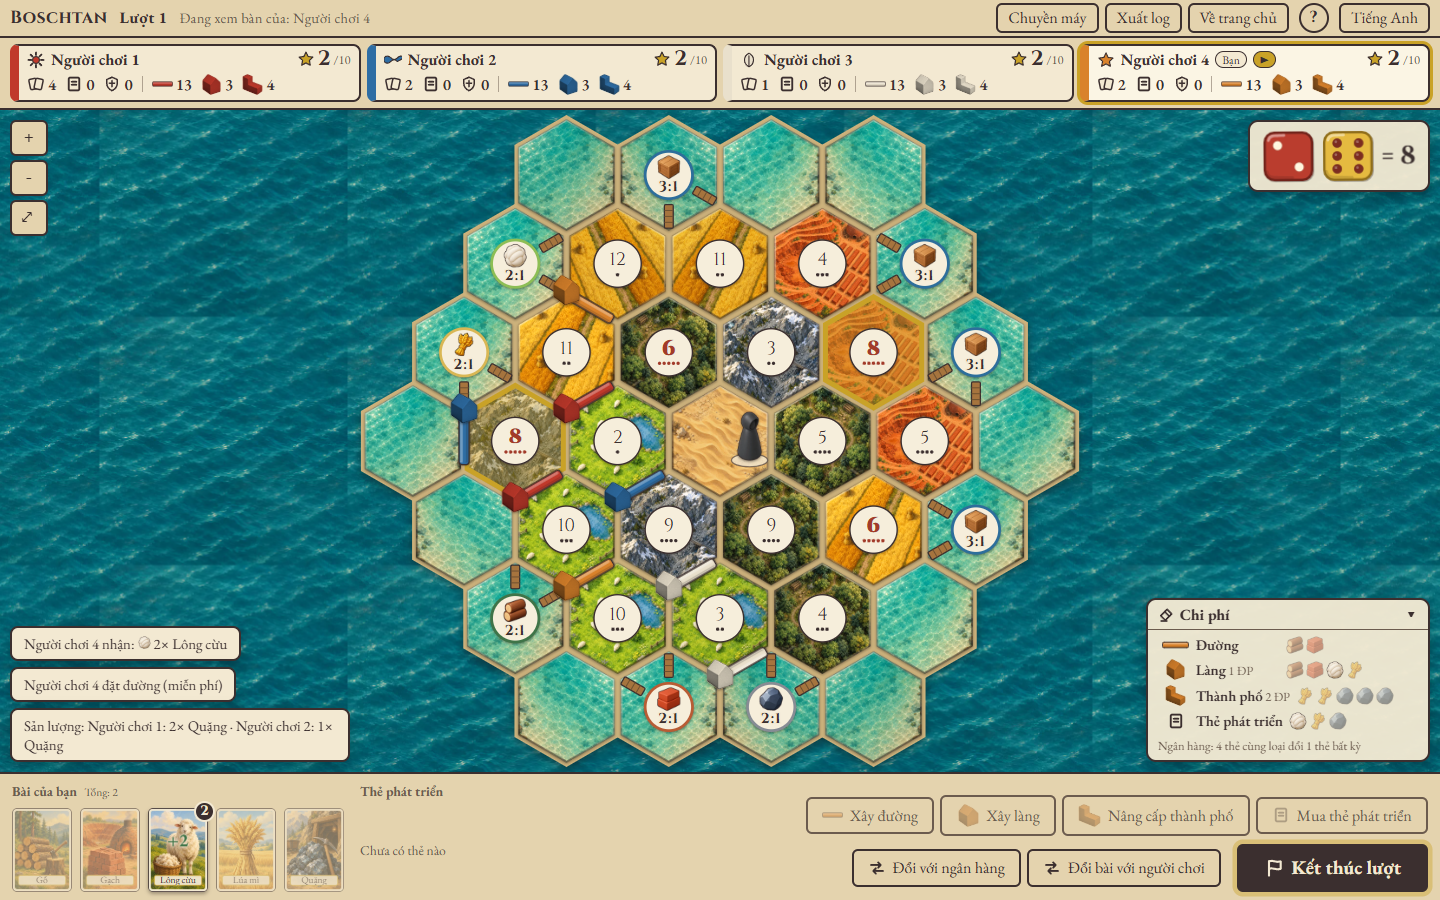 BOSCHTAN Lượt 1 Đang xem bàn của: Người chơi 4
Chuyền máy Xuất log Về trang chủ ? Tiếng Anh
Người chơi 1 2 /10
4 0 0 13 3 4
Người chơi 2 2 /10
2 0 0 13 3 4
Người chơi 3 2 /10
1 0 0 13 3 4
Người chơi 4 Bạn 2 /10
2 0 0 13 3 4
+
-
= 8
3:1
2:1 12 11 4 3:1
2:1 11 6 3 8 3:1
8 2 5 5
10 9 9 6 3:1
2:1 10 3 4
2:1 2:1
Người chơi 4 nhận: 2× Lông cừu
Người chơi 4 đặt đường (miễn phí)
Sản lượng: Người chơi 1: 2× Quặng · Người chơi 2: 1×
Quặng
Chi phí
Đường
Làng 1 ĐP
Thành phố 2 ĐP
Thẻ phát triển
Ngân hàng: 4 thẻ cùng loại đổi 1 thẻ bất kỳ
Bài của bạn Tổng: 2
2
+2
Gỗ Gạch Lông cừu Lúa mì Quặng
Thẻ phát triển
Chưa có thẻ nào
Xây đường Xây làng Nâng cấp thành phố Mua thẻ phát triển
Đổi với ngân hàng Đổi bài với người chơi Kết thúc lượt